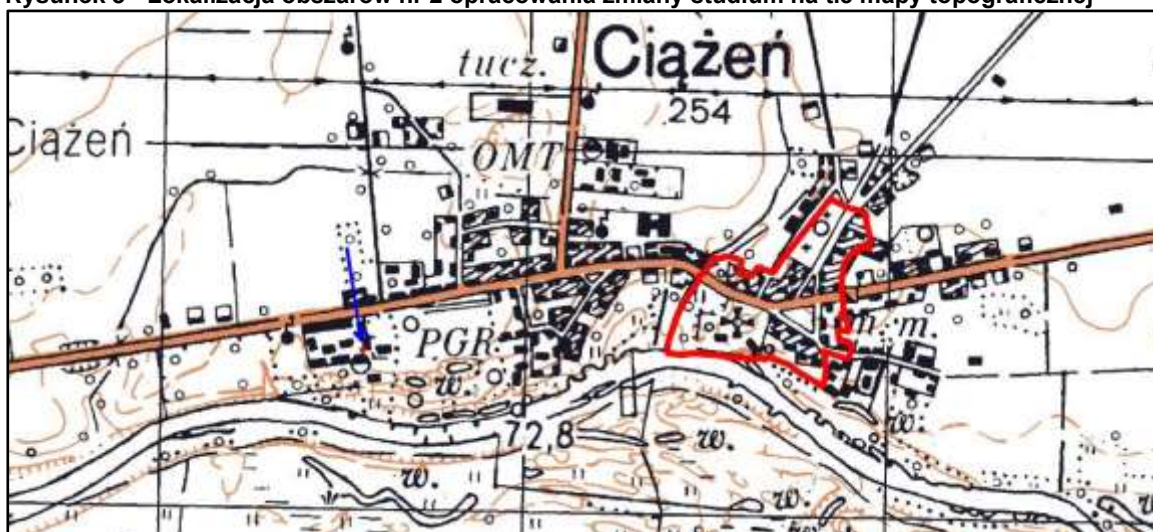 Rysunek 3 - Lokalizacja obszarów nr 2 opracowania zmiany studium na tle mapy topograficznej
tucz.
Ciążeń
254
Ciążeń
OMT
PGR
m. m
w.
72,8
w.
w.
w.
w.
w.